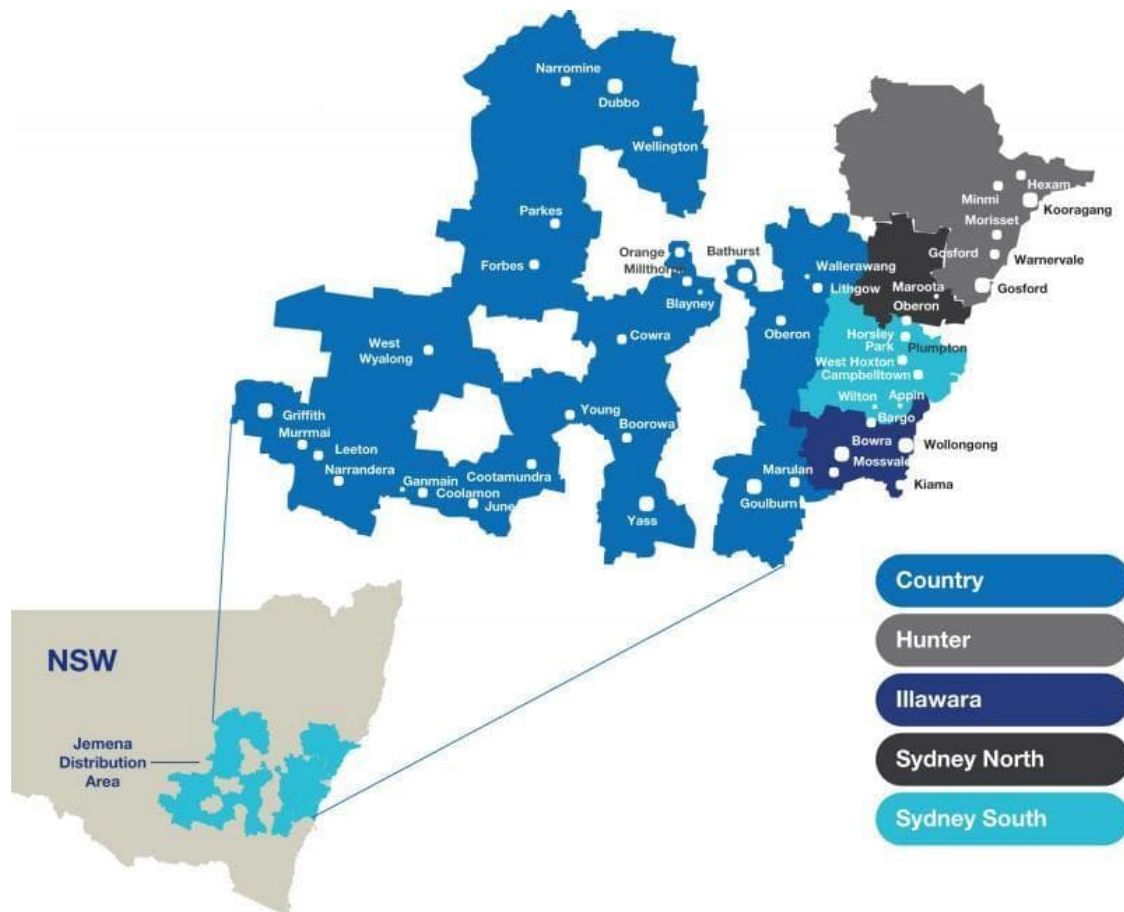 Narromine
Dubbo
Wellington
Parkes
Forbes
Orange
Millthorpe
Blayney
Bathurst
Wallerawang
Lithgow
Oberon
Cowra
West
Wyalong
Griffith
Murrmai
Leeton
Narrandera
Ganmain
Coolamon
June
Cootamundra
Young
Boorowa
Yass
Marulan
Goulburn
Hexam
Minmi
Kooragang
Morisset
Gosford
Warnervale
Gosford
Maroota
Oberon
Horsley
Park
Plumpton
West Hoxton
Campbelltown
Wilton
Appin
Bargo
Bowra
Wollongong
Mossvale
Kiama
Country
Hunter
Illawara
Sydney North
Sydney South
NSW
Jemena
Distribution
Area